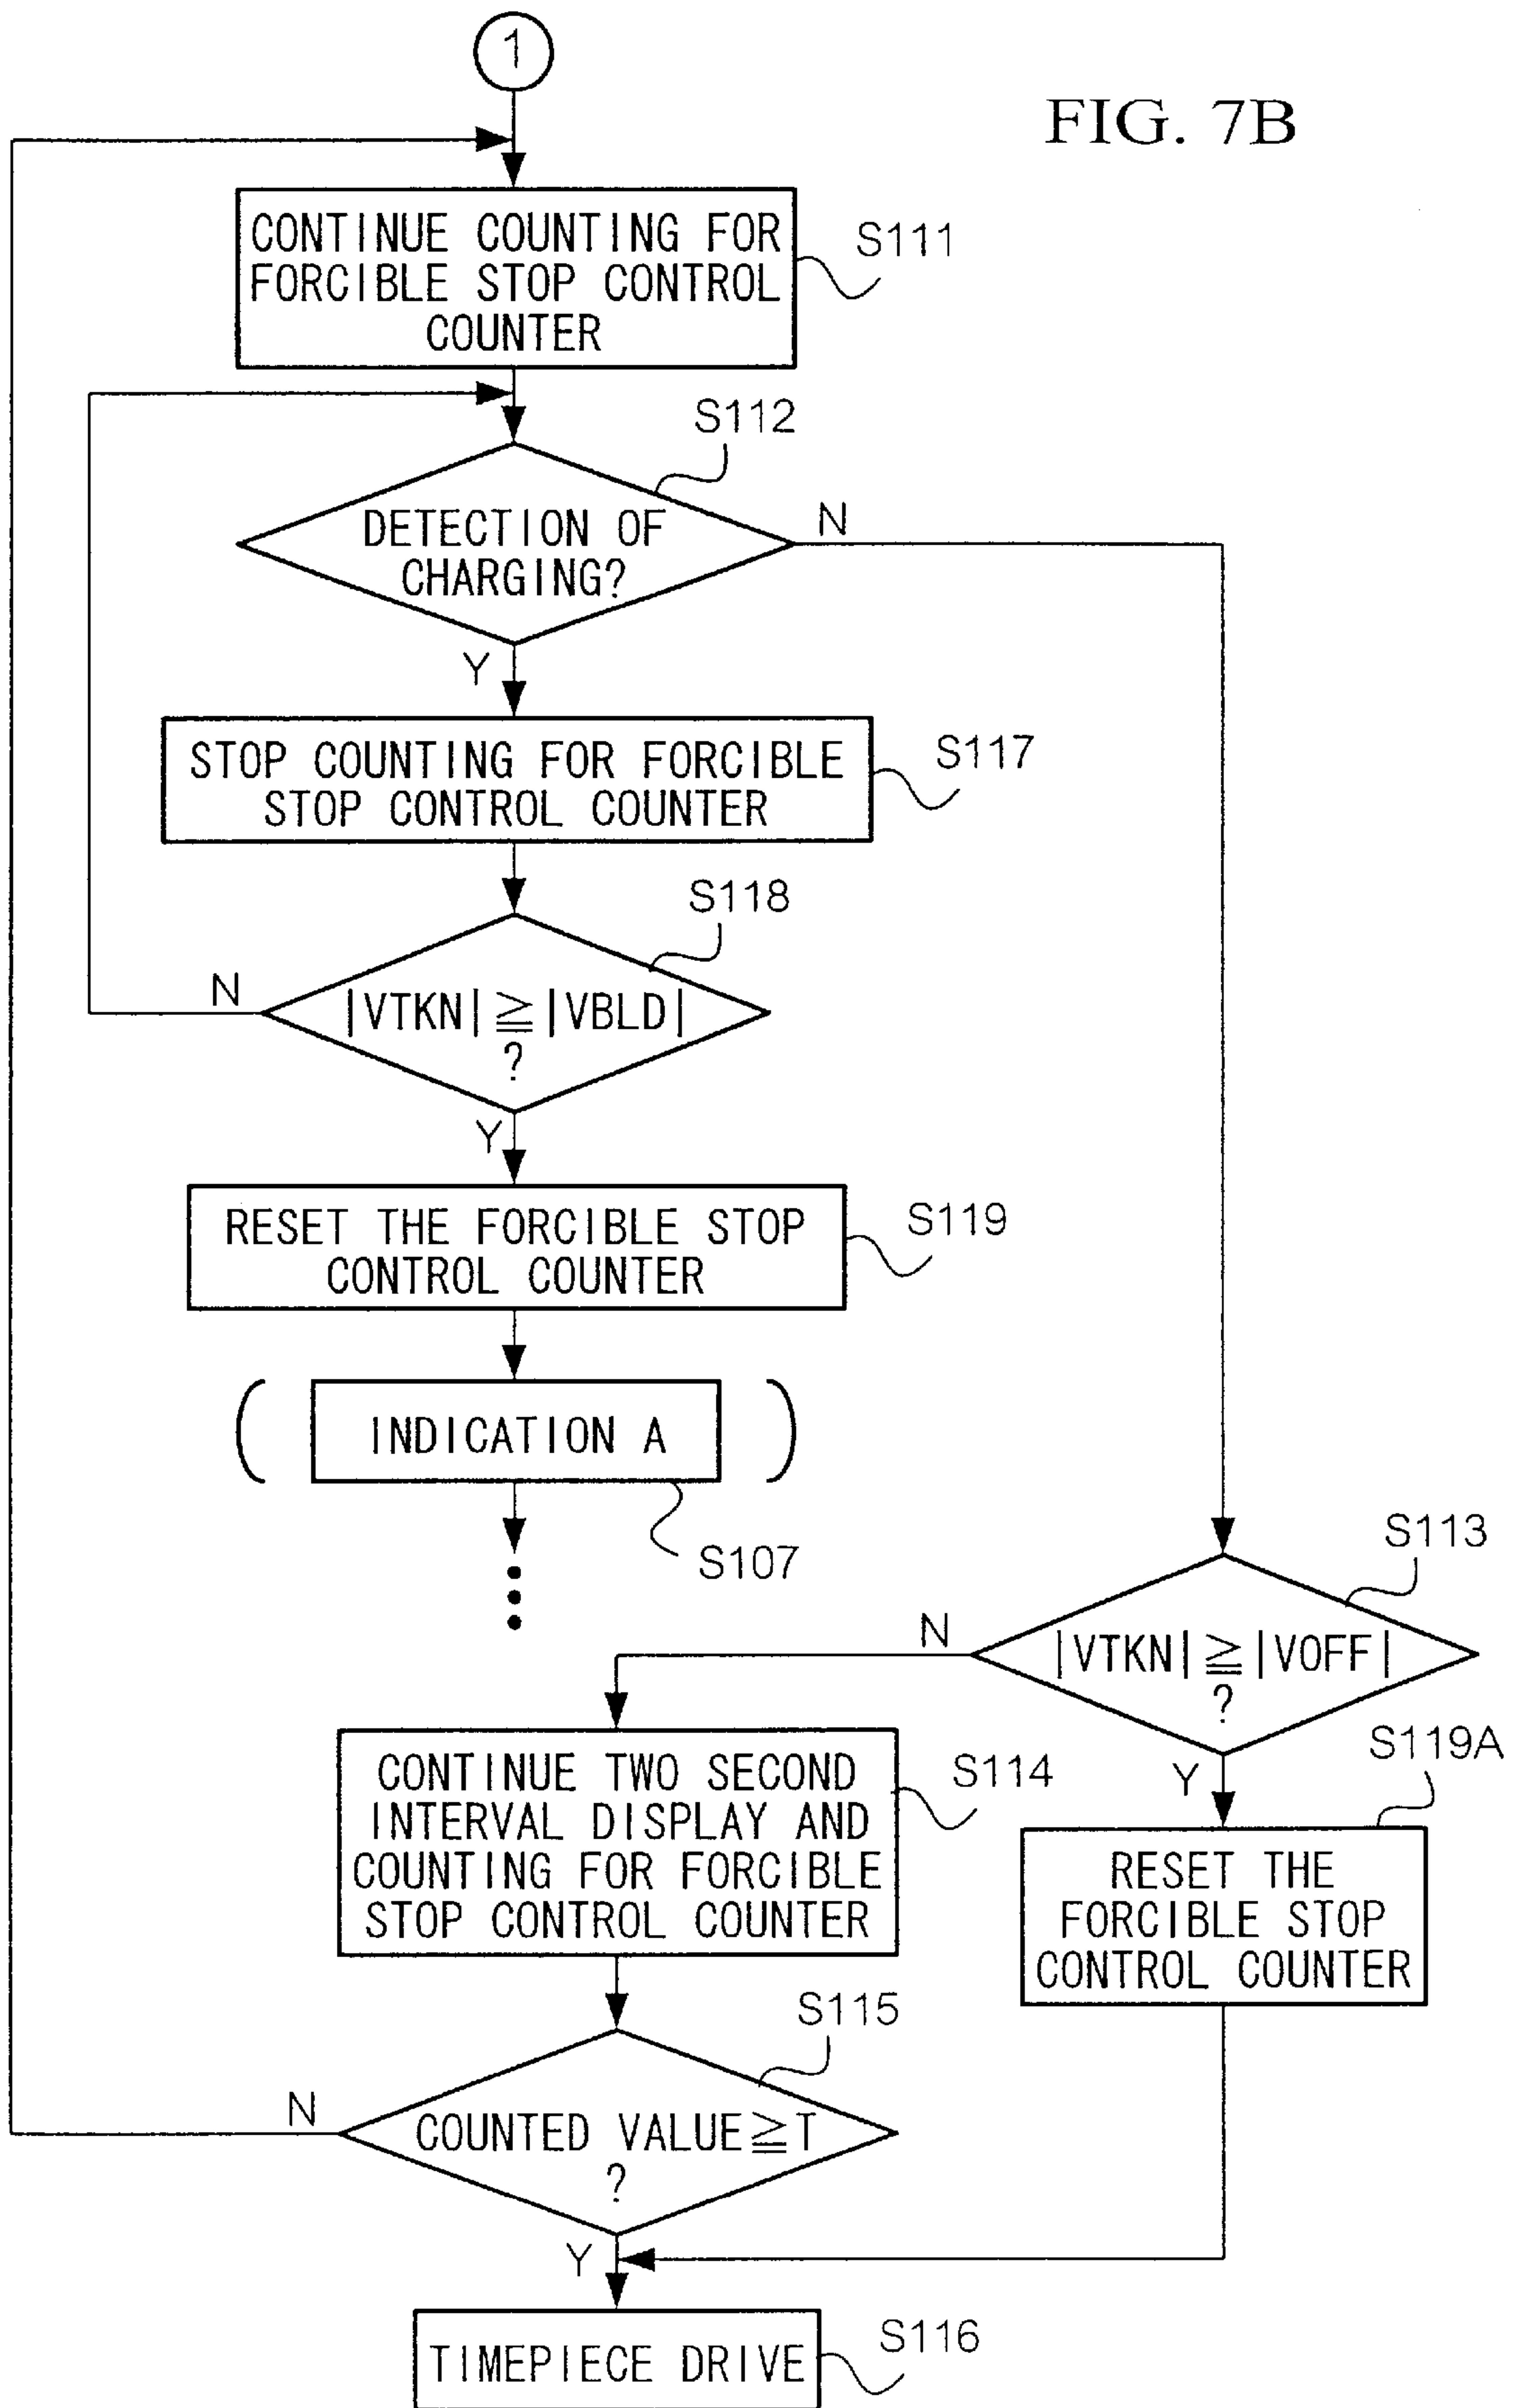 1
FIG. 7B
CONTINUE COUNTING FOR
FORCIBLE STOP CONTROL
COUNTER
S111
S112
DETECTION OF
CHARGING?
N
Y
STOP COUNTING FOR FORCIBLE
STOP CONTROL COUNTER
S117
S118
|VTKN|≧|VBLD|
?
N
Y
RESET THE FORCIBLE STOP
CONTROL COUNTER
S119
( INDICATION A )
S107
S113
|VTKN|≧|VOFF|
?
N
Y
S119A
RESET THE
FORCIBLE STOP
CONTROL COUNTER
CONTINUE TWO SECOND
INTERVAL DISPLAY AND
COUNTING FOR FORCIBLE
STOP CONTROL COUNTER
S114
S115
COUNTED VALUE≧T
?
N
Y
TIMEPIECE DRIVE
S116